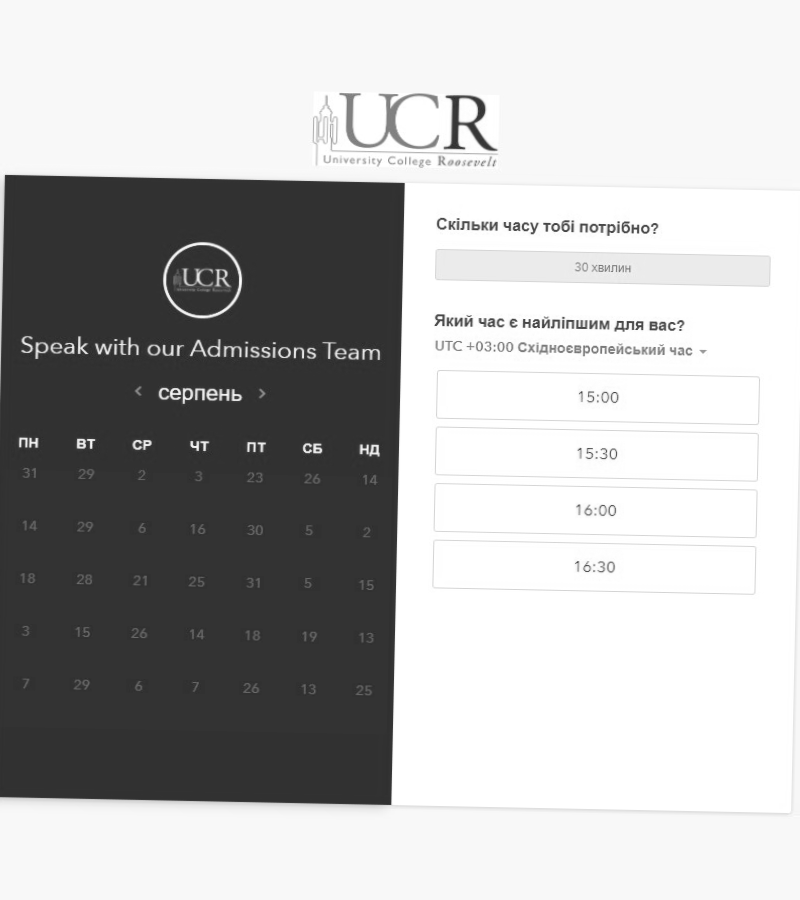 UCR
University College Roosevelt
UCR
Speak with our Admissions Team
серпень
ПН ВТ СР ЧТ ПТ СБ НД
31 29 2 3 23 26 14
14 29 6 16 30 5 2
18 28 21 25 31 5 15
3 15 26 14 18 19 13
7 29 6 7 26 13 25
Скільки часу тобі потрібно?
30 хвилин
Який час є найліпшим для вас?
UTC +03:00 Східноєвропейський час
15:00
15:30
16:00
16:30